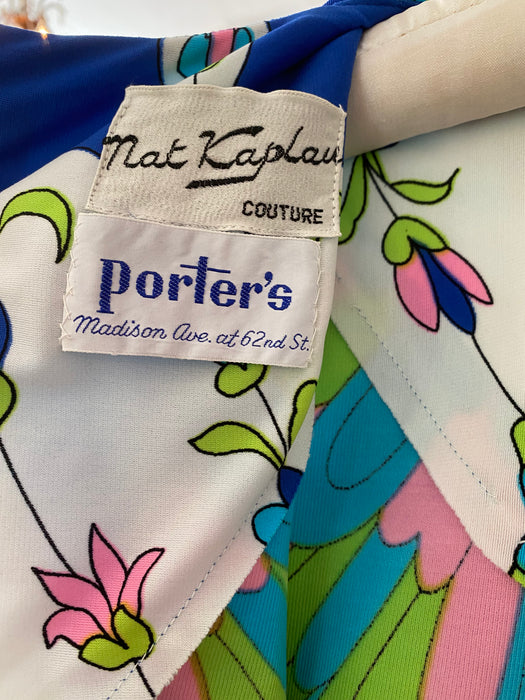 Nat Kaplan
COUTURE
porter's
Madison Ave. at 62nd St.